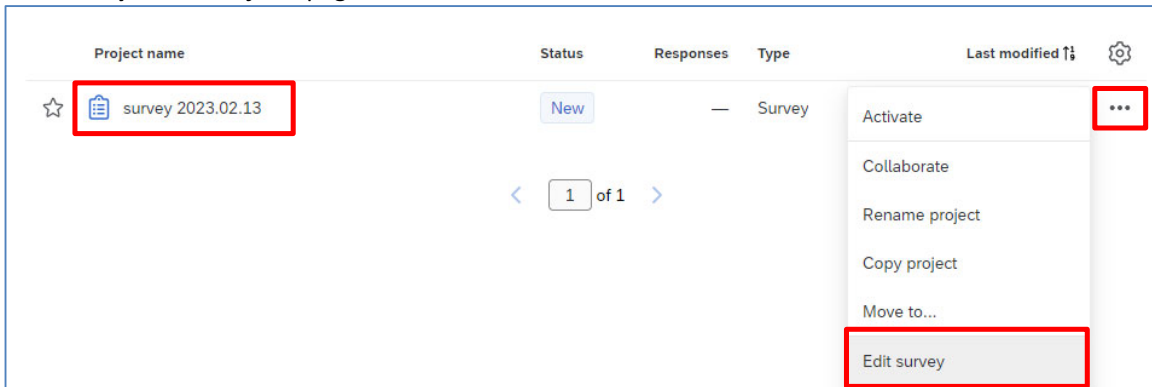 Project name Status Responses Type Last modified
survey 2023.02.13 New — Survey
Activate
Collaborate
1 of 1
Rename project
Copy project
Move to...
Edit survey